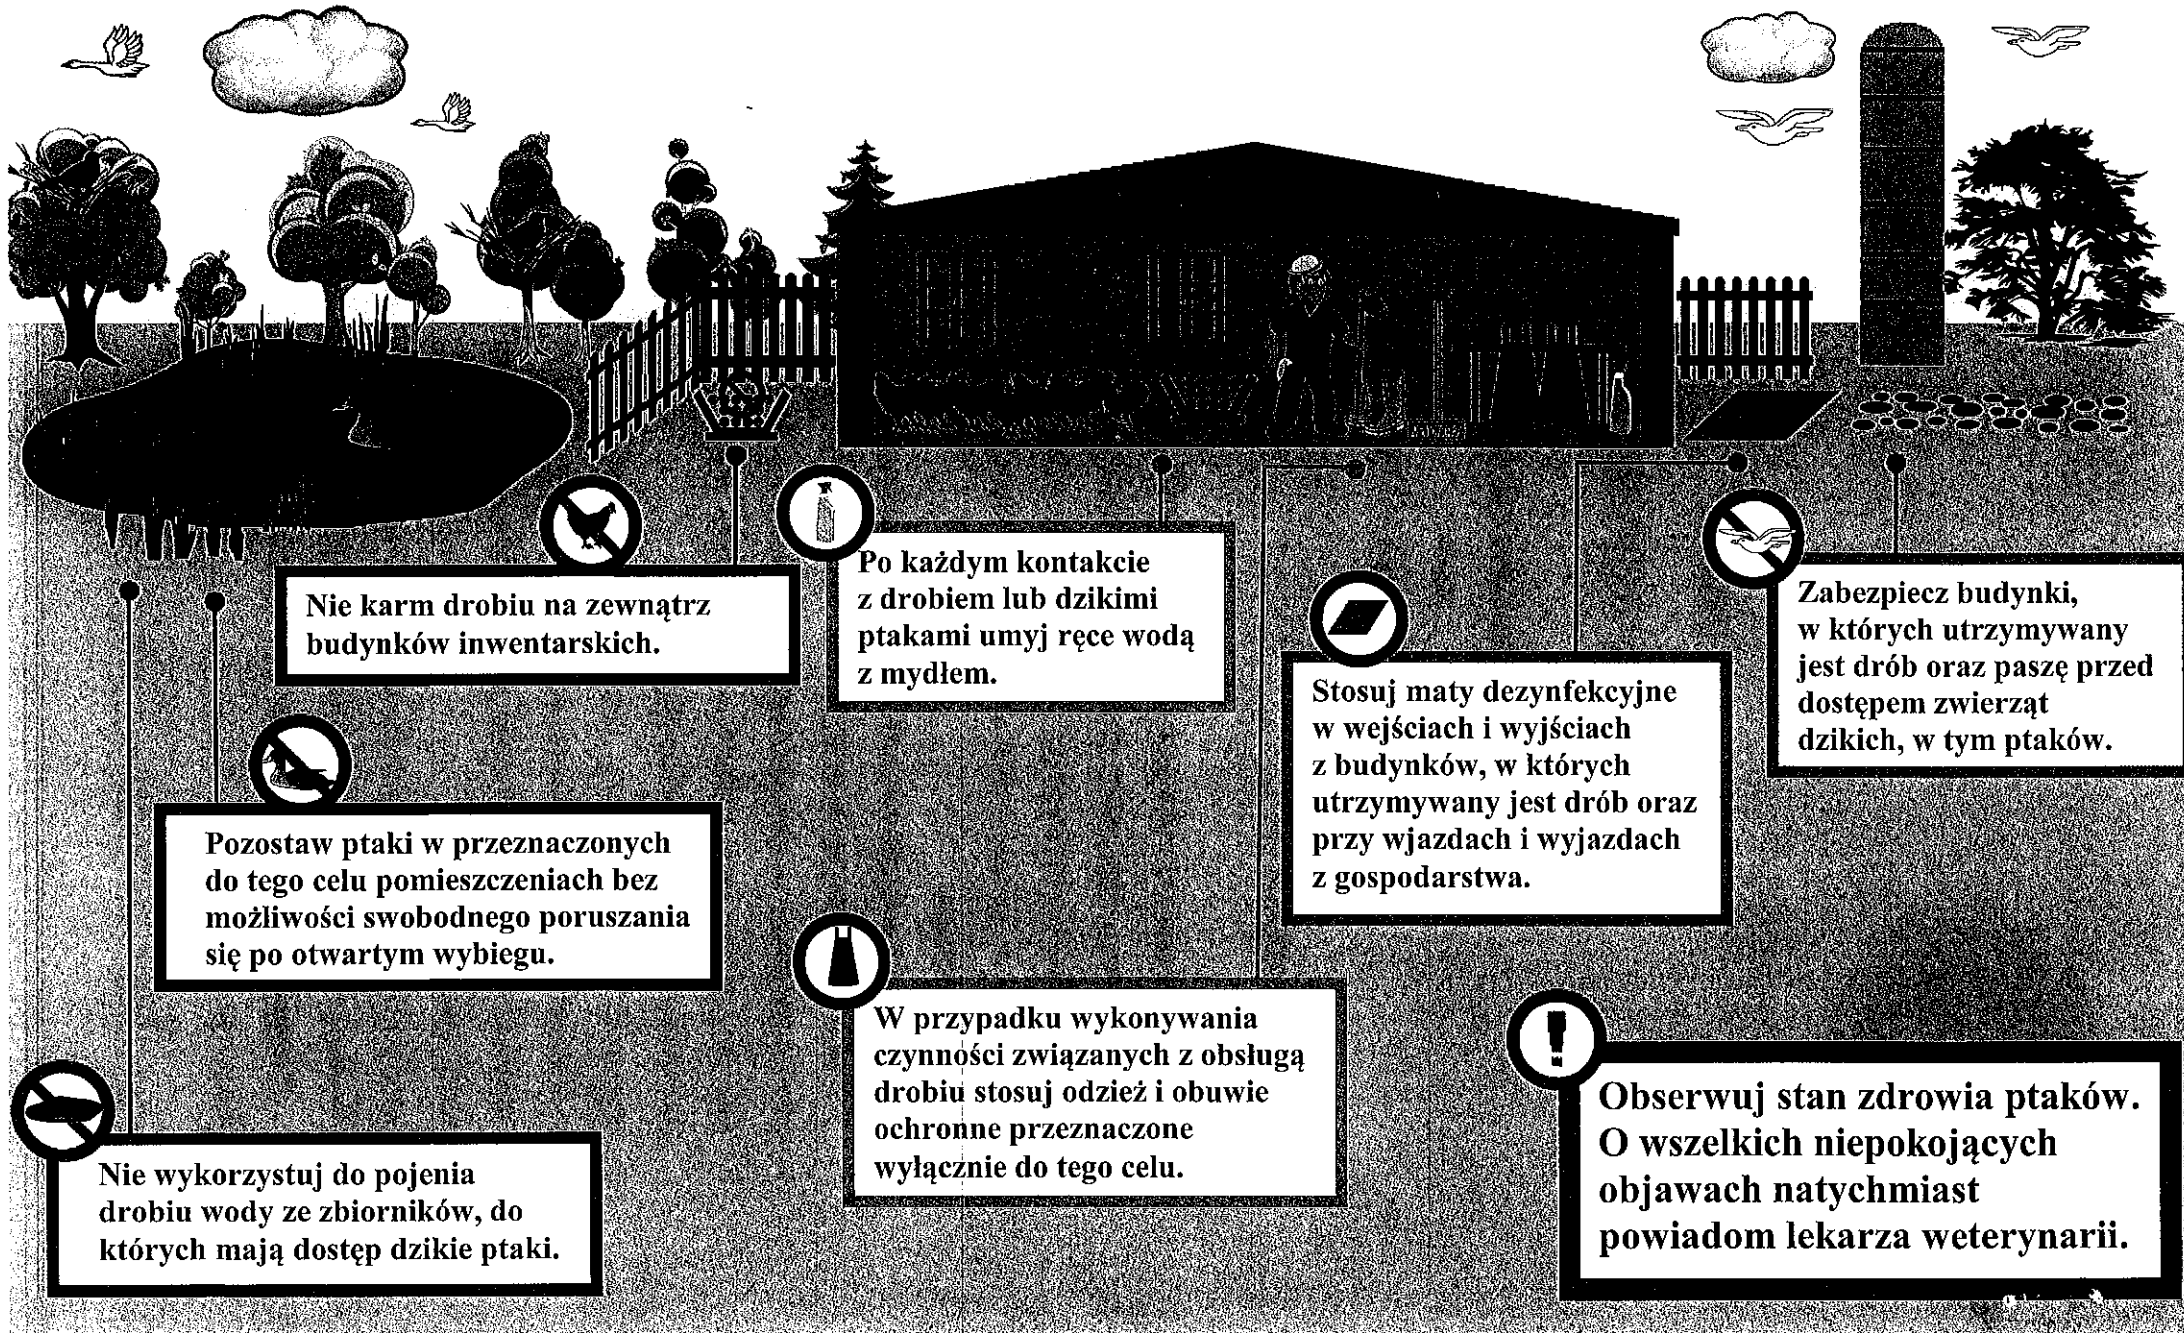 Nie karm drobiu na zewnątrz
budynków inwentarskich.
Po każdym kontakcie
z drobiem lub dzikimi
ptakami umyj ręce wodą
z mydłem.
Zabezpiecz budynki,
w których utrzymywany
jest drób oraz paszę przed
dostępem zwierząt
dzikich, w tym ptaków.
Stosuj maty dezynfekcyjne
w wejściach i wyjściach
z budynków, w których
utrzymywany jest drób oraz
przy wjazdach i wyjazdach
z gospodarstwa.
Pozostaw ptaki w przeznaczonych
do tego celu pomieszczeniach bez
możliwości swobodnego poruszania
się po otwartym wybiegu.
W przypadku wykonywania
czynności związanych z obsługą
drobiu stosuj odzież i obuwie
ochronne przeznaczone
wyłącznie do tego celu.
Obserwuj stan zdrowia ptaków.
O wszelkich niepokojących
objawach natychmiast
powiadom lekarza weterynarii.
Nie wykorzystuj do pojenia
drobiu wody ze zbiorników, do
których mają dostęp dzikie ptaki.